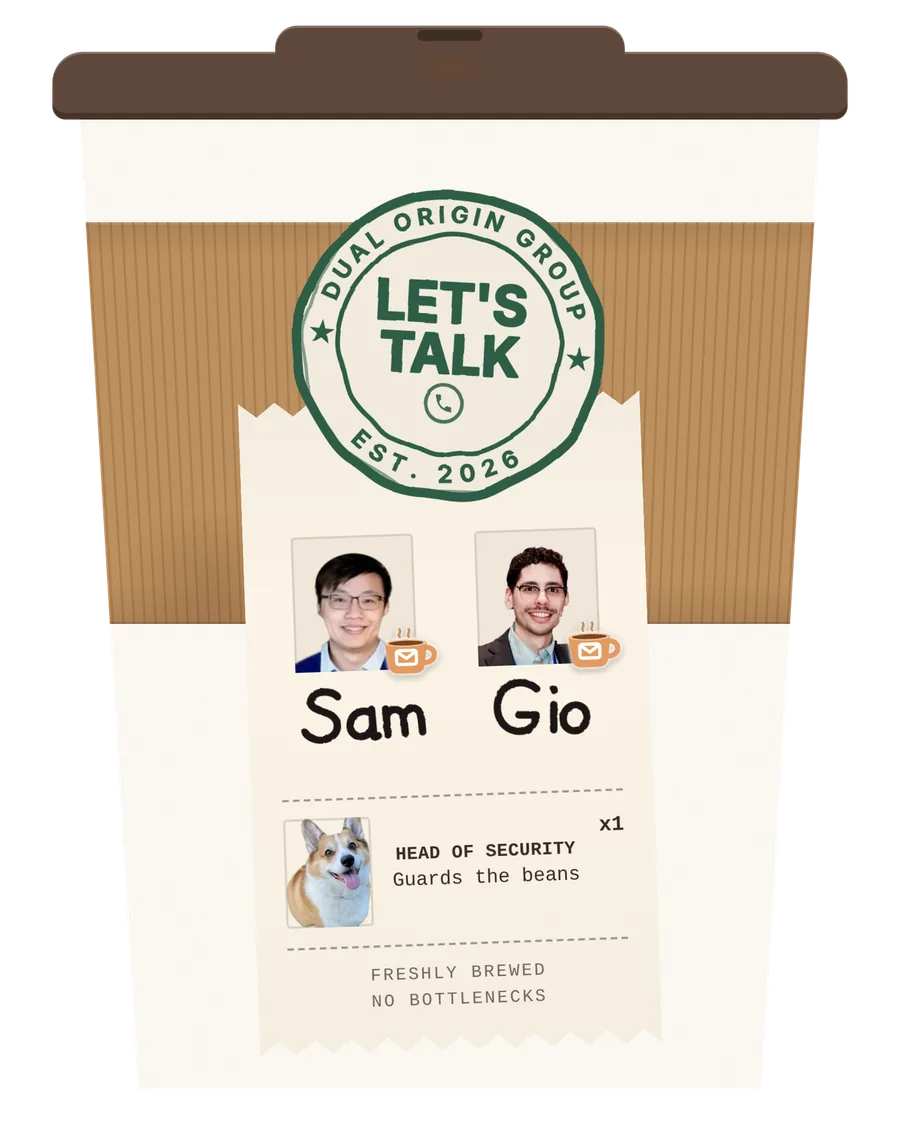 DUAL ORIGIN GROUP
LET'S
TALK
EST. 2026
Sam
Gio
x1
HEAD OF SECURITY
Guards the beans
FRESHLY BREWED
NO BOTTLENECKS